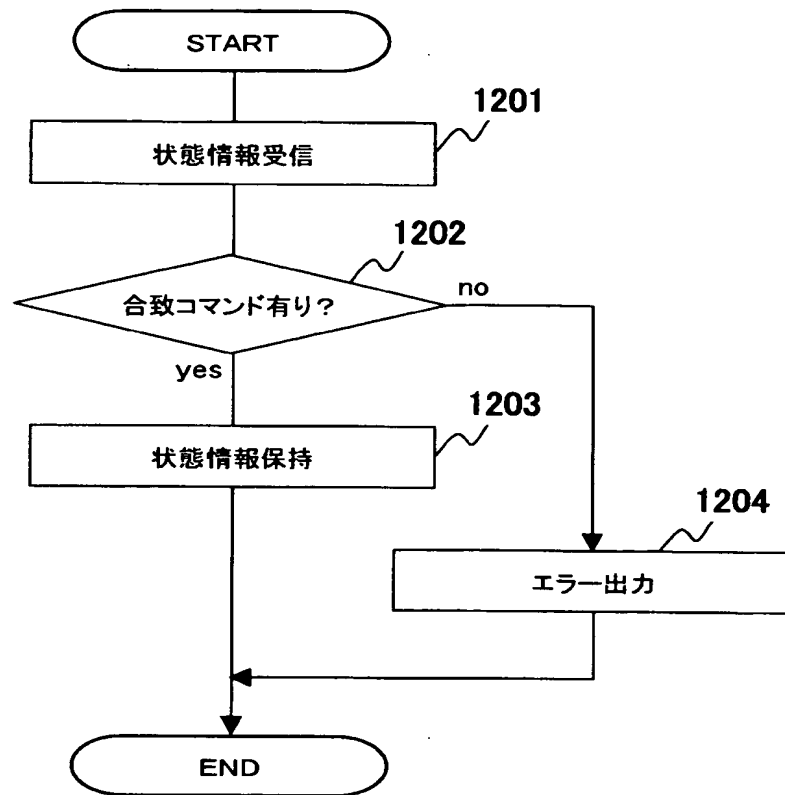 START
1201
状態情報受信
1202
合致コマンド有り?
no
yes
1203
状態情報保持
1204
エラー出力
END